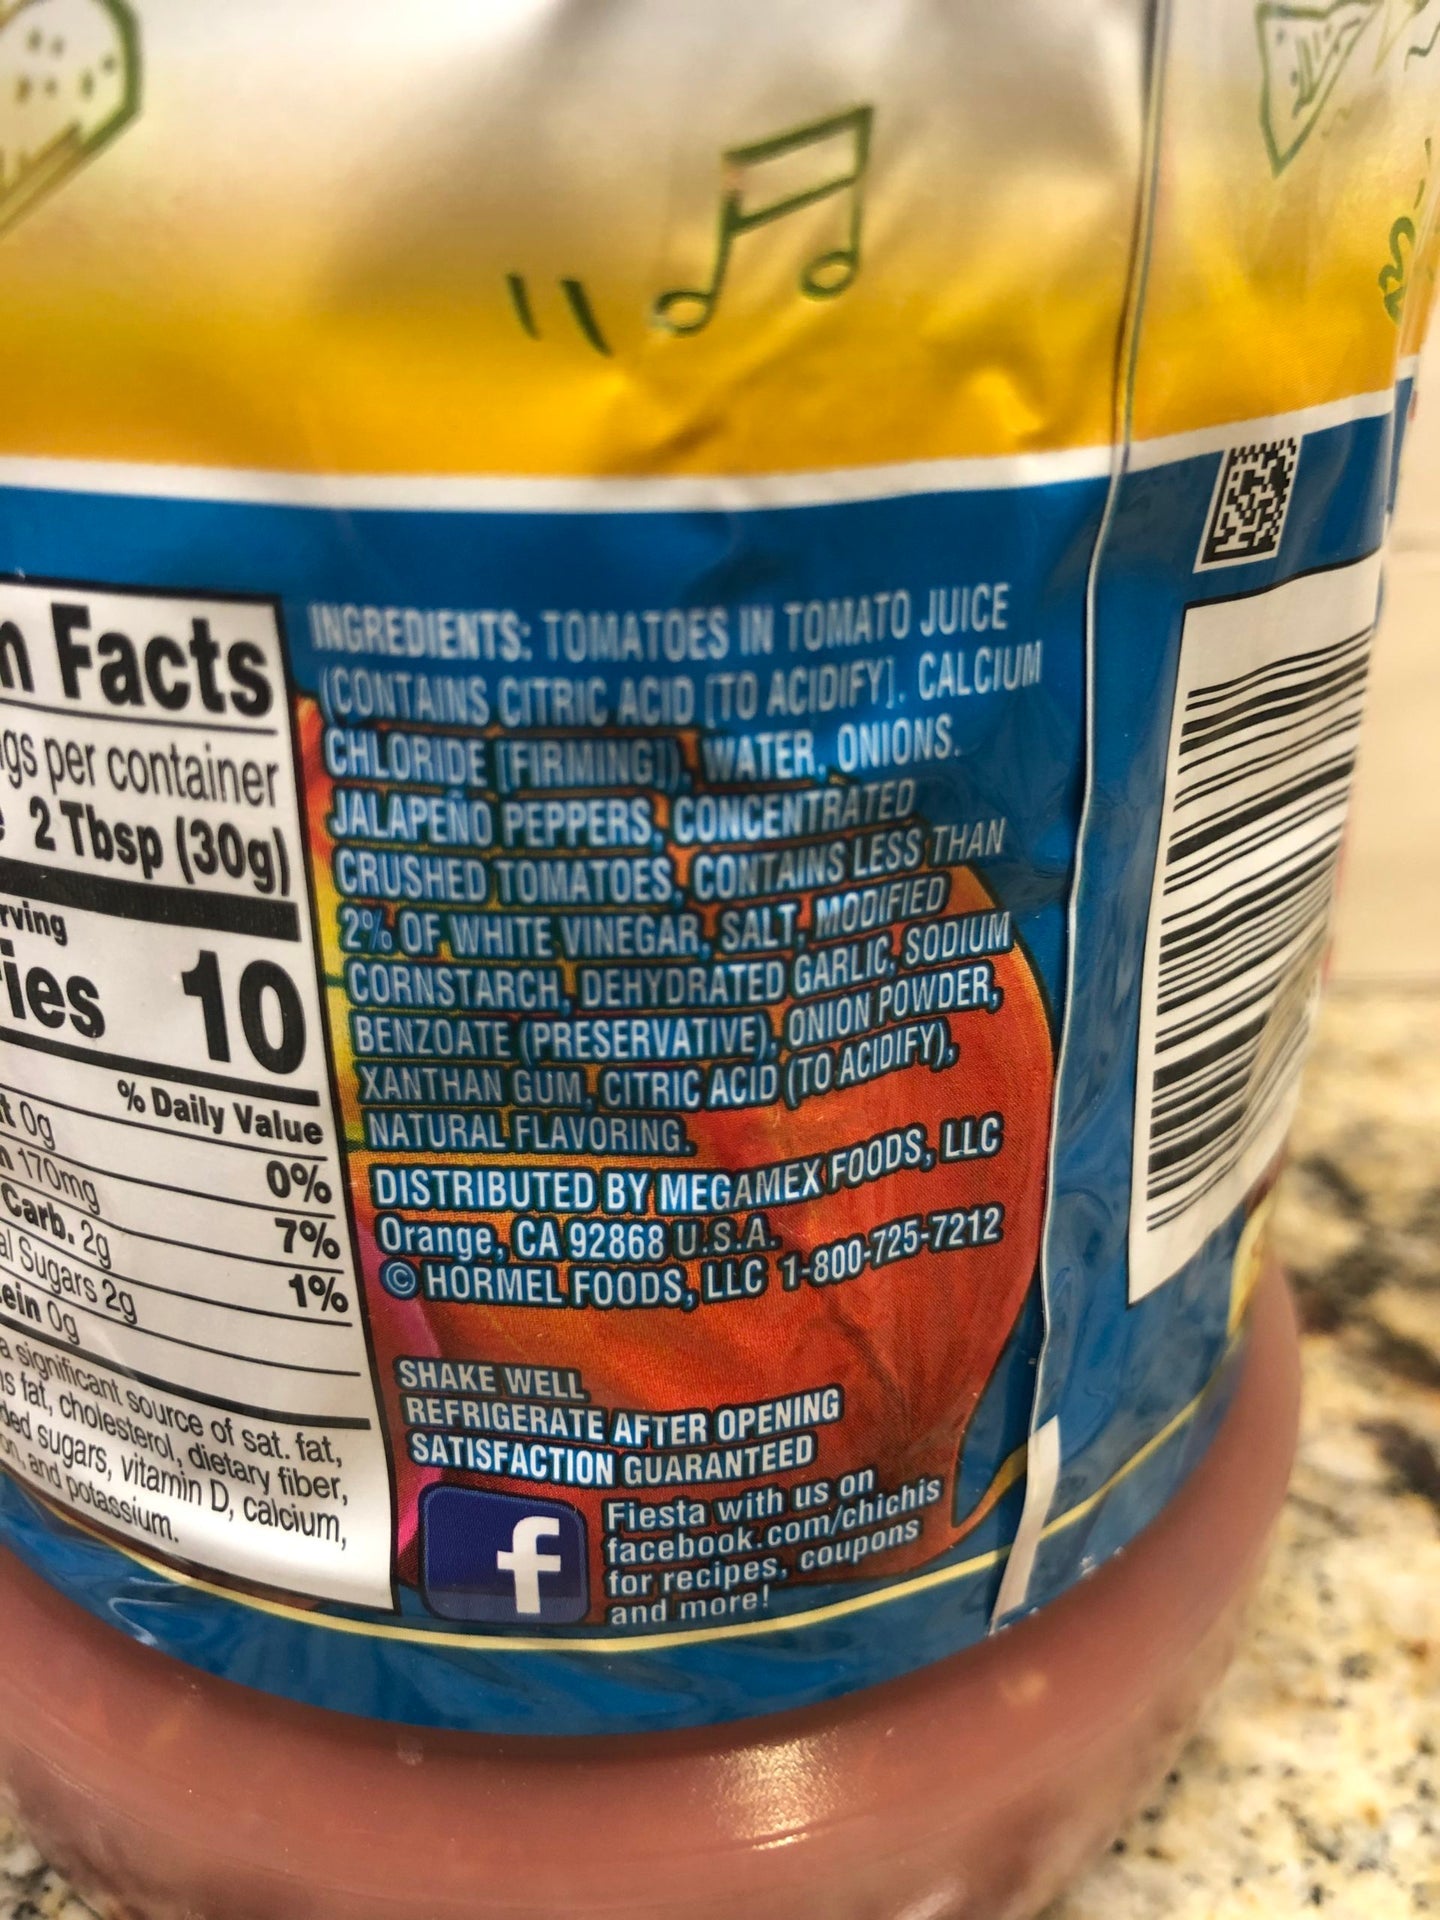 n Facts
gs per container
2 Tbsp (30g)
rving
ies 10
% Daily Value
t 0g 0%
n 170mg 7%
Carb. 2g 1%
al Sugars 2g
ein 0g
a significant source of sat. fat,
ns fat, cholesterol, dietary fiber,
ded sugars, vitamin D, calcium,
on, and potassium.
INGREDIENTS: TOMATOES IN TOMATO JUICE
(CONTAINS CITRIC ACID [TO ACIDIFY], CALCIUM
CHLORIDE [FIRMING]), WATER, ONIONS,
JALAPEÑO PEPPERS, CONCENTRATED
CRUSHED TOMATOES, CONTAINS LESS THAN
2% OF WHITE VINEGAR, SALT, MODIFIED
CORNSTARCH, DEHYDRATED GARLIC, SODIUM
BENZOATE (PRESERVATIVE), ONION POWDER,
XANTHAN GUM, CITRIC ACID (TO ACIDIFY),
NATURAL FLAVORING.
DISTRIBUTED BY MEGAMEX FOODS, LLC
Orange, CA 92868 U.S.A.
© HORMEL FOODS, LLC 1-800-725-7212
SHAKE WELL
REFRIGERATE AFTER OPENING
SATISFACTION GUARANTEED
f
Fiesta with us on
facebook.com/chichis
for recipes, coupons
and more!